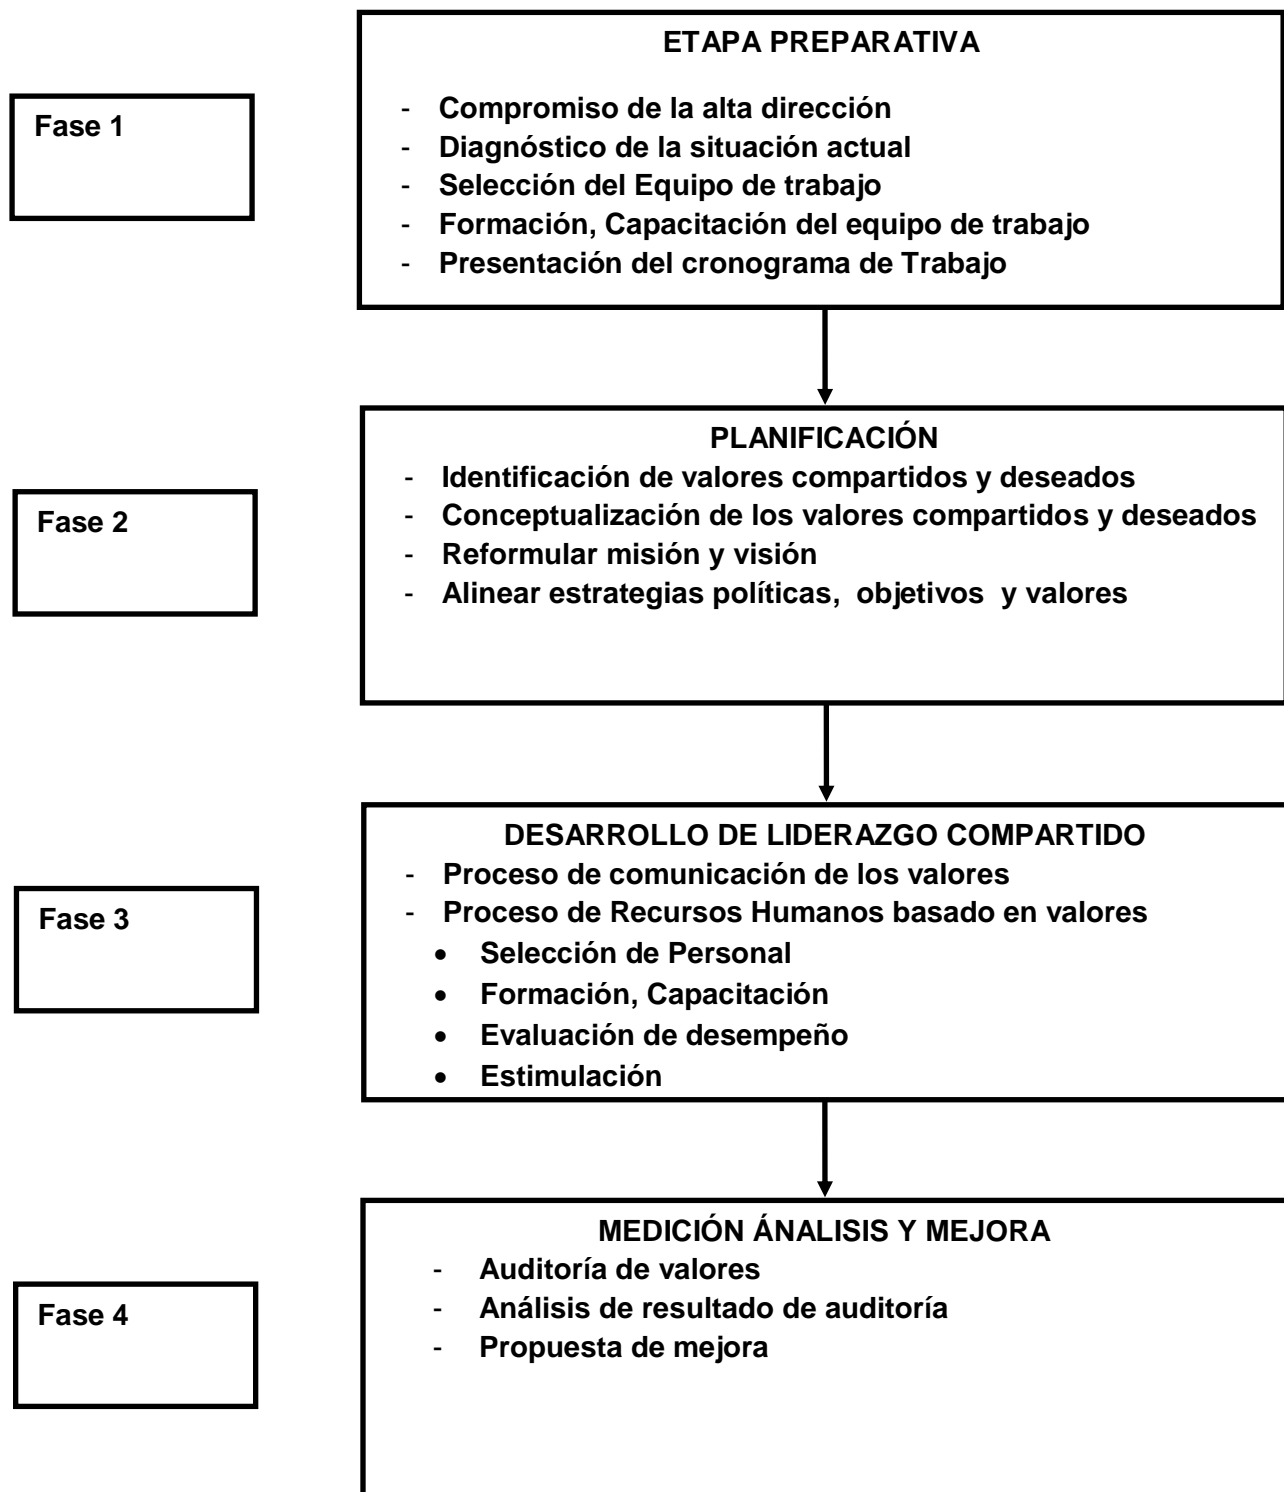 ETAPA PREPARATIVA
Fase 1
- Compromiso de la alta dirección
- Diagnóstico de la situación actual
- Selección del Equipo de trabajo
- Formación, Capacitación del equipo de trabajo
- Presentación del cronograma de Trabajo
PLANIFICACIÓN
Fase 2
- Identificación de valores compartidos y deseados
- Conceptualización de los valores compartidos y deseados
- Reformular misión y visión
- Alinear estrategias políticas, objetivos y valores
DESARROLLO DE LIDERAZGO COMPARTIDO
Fase 3
- Proceso de comunicación de los valores
- Proceso de Recursos Humanos basado en valores
• Selección de Personal
• Formación, Capacitación
• Evaluación de desempeño
• Estimulación
MEDICIÓN ÁNALISIS Y MEJORA
Fase 4
- Auditoría de valores
- Análisis de resultado de auditoría
- Propuesta de mejora